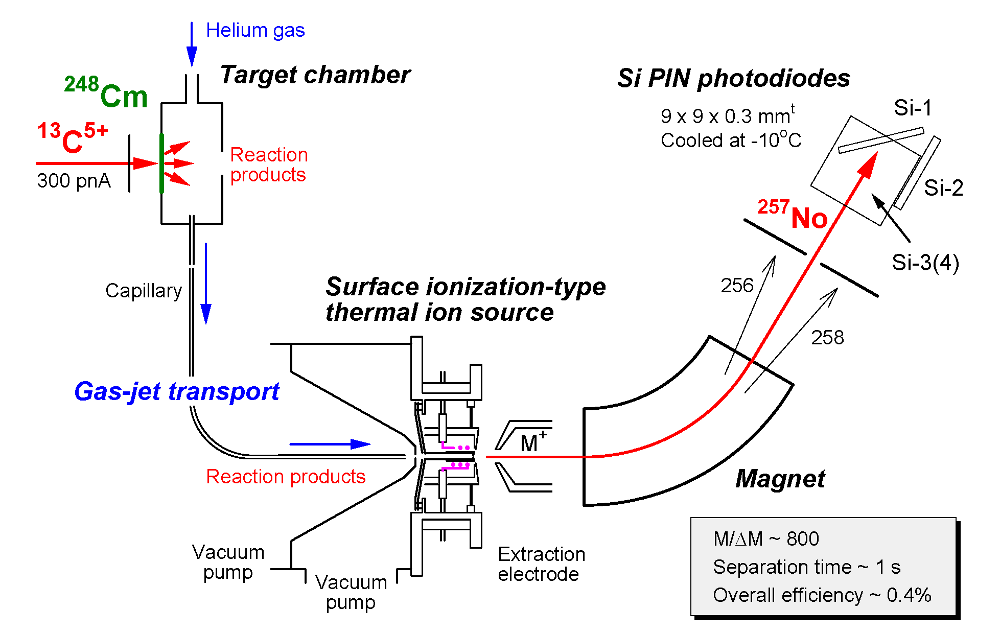 Helium gas
Target chamber
²⁴⁸Cm
¹³C⁵⁺
300 pnA
Reaction
products
Si PIN photodiodes
9 x 9 x 0.3 mmᵗ
Cooled at -10°C
Si-1
Si-2
Si-3(4)
²⁵⁷No
256
258
Capillary
Surface ionization-type
thermal ion source
Gas-jet transport
Reaction products
M⁺
Magnet
Vacuum
pump
Vacuum
pump
Extraction
electrode
M/ΔM ~ 800
Separation time ~ 1 s
Overall efficiency ~ 0.4%